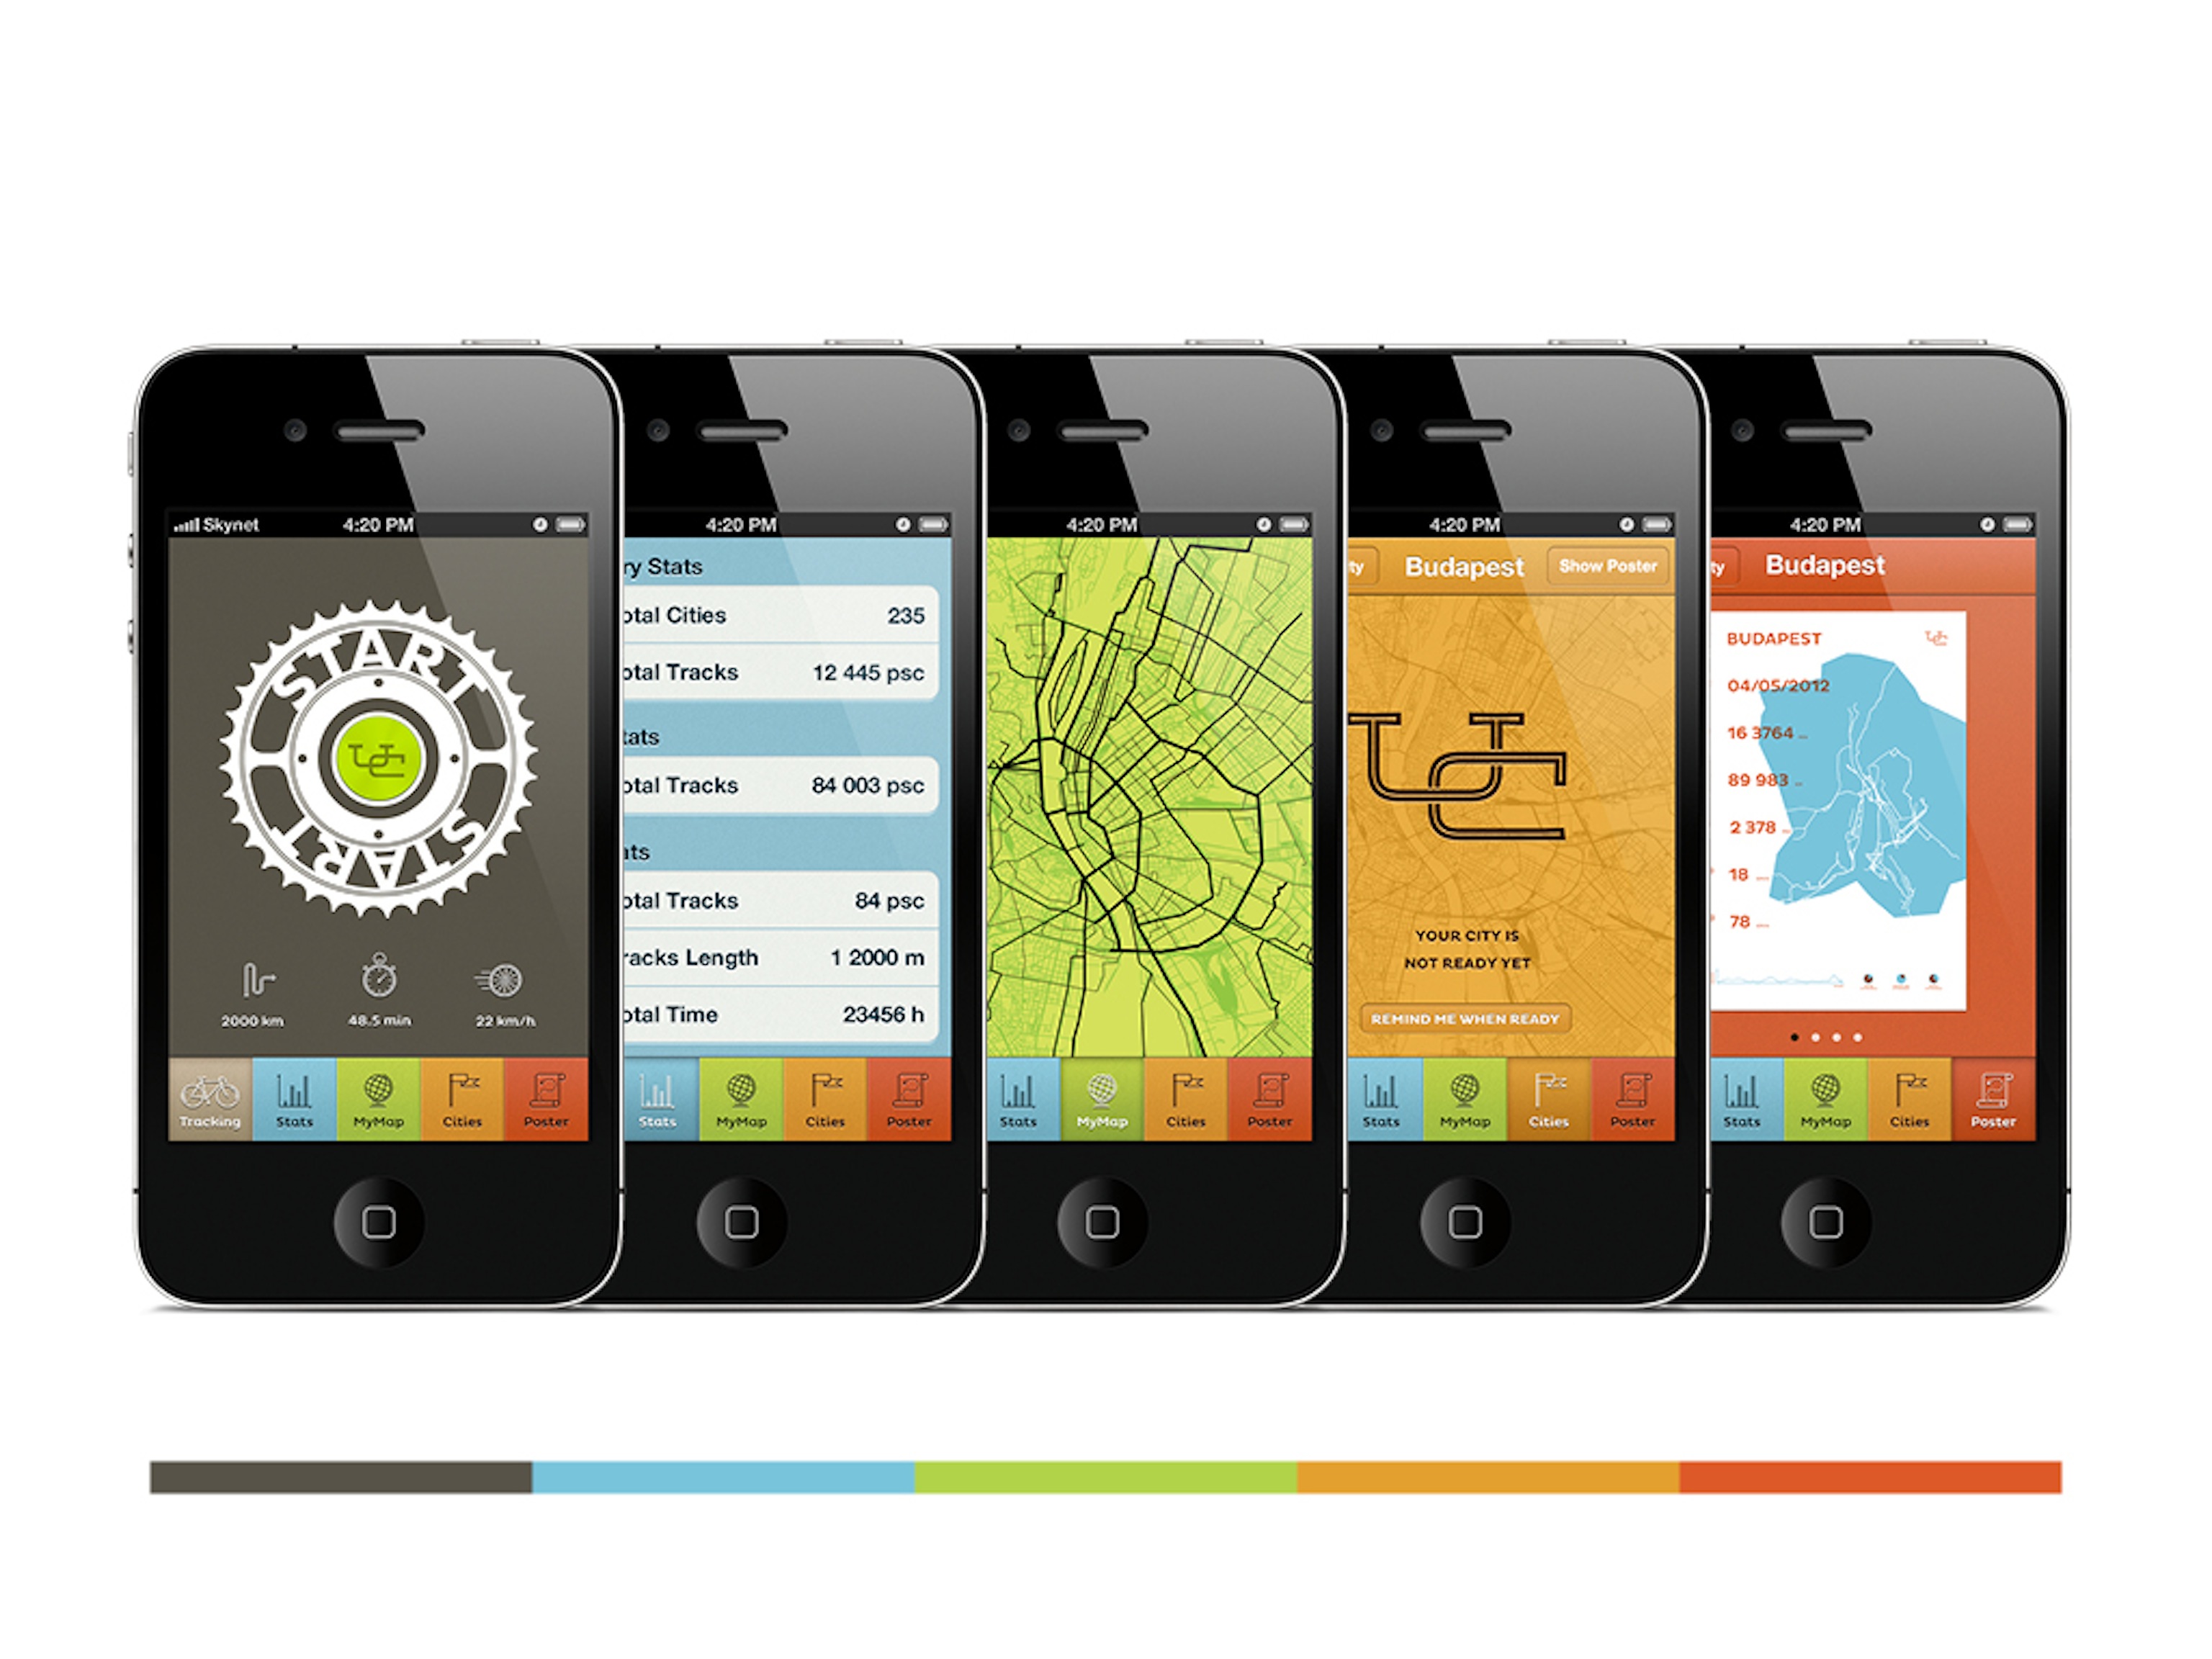 Skynet 4:20 PM
START
START
UC
2000 km 48.5 min 22 km/h
Tracking Stats MyMap Cities Poster
4:20 PM
ry Stats
otal Cities 235
otal Tracks 12 445 psc
tats
otal Tracks 84 003 psc
ats
otal Tracks 84 psc
racks Length 1 2000 m
otal Time 23456 h
Stats MyMap Cities Poster
4:20 PM
Stats MyMap Cities Poster
4:20 PM
ty Budapest Show Poster
UC
YOUR CITY IS
NOT READY YET
REMIND ME WHEN READY
Stats MyMap Cities Poster
4:20 PM
ty Budapest
BUDAPEST UC
04/05/2012
16 3764
89 983
2 378
18
78
Stats MyMap Cities Poster